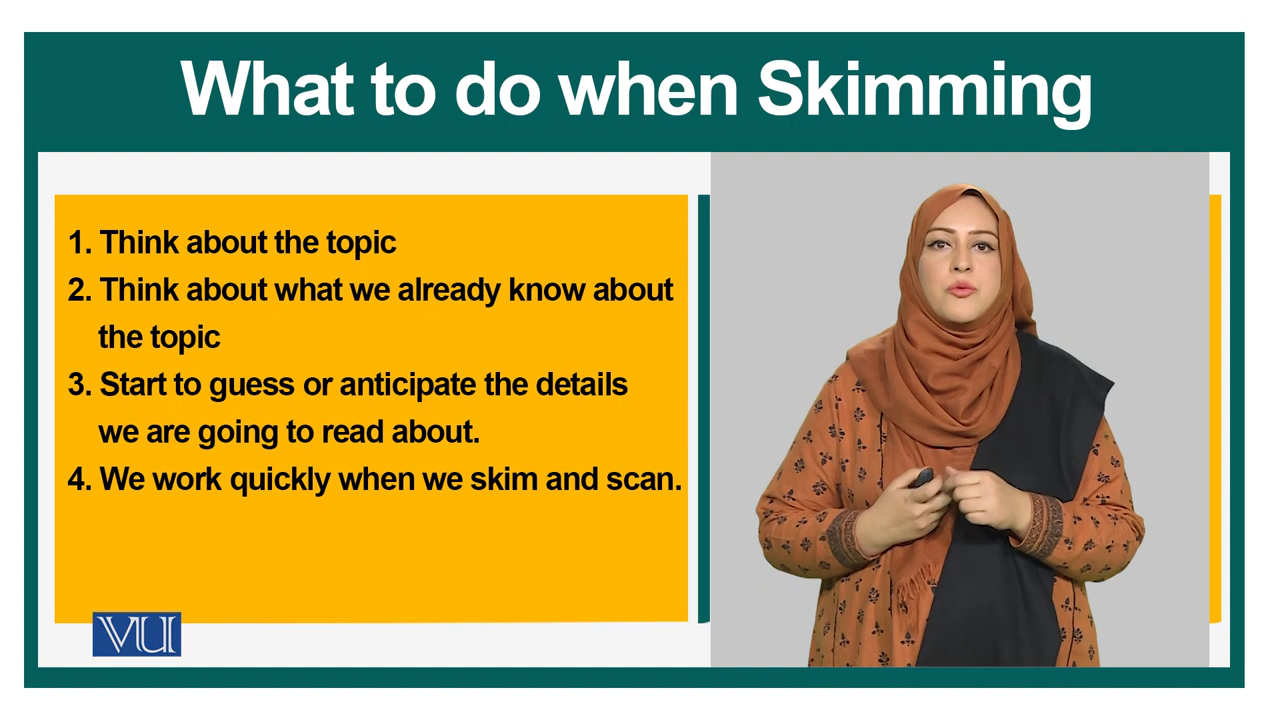 What to do when Skimming
1. Think about the topic
2. Think about what we already know about
the topic
3. Start to guess or anticipate the details
we are going to read about.
4. We work quickly when we skim and scan.
VU